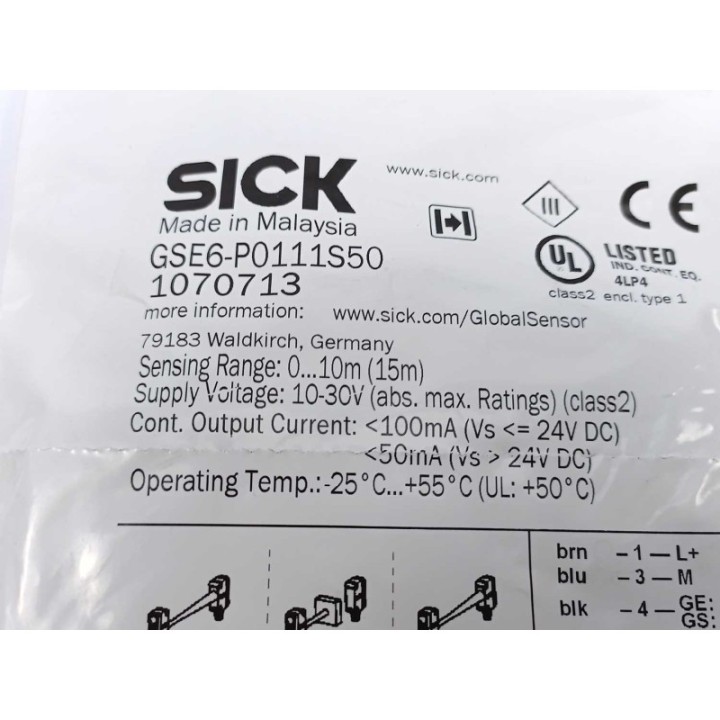 SICK
www.sick.com
III
CE
Made in Malaysia
UL
LISTED
IND. CONT. EQ.
4LP4
class2 encl. type 1
GSE6-P0111S50
1070713
more information: www.sick.com/GlobalSensor
79183 Waldkirch, Germany
Sensing Range: 0...10m (15m)
Supply Voltage: 10-30V (abs. max. Ratings) (class2)
Cont. Output Current: <100mA (Vs <= 24V DC)
<50mA (Vs > 24V DC)
Operating Temp.:-25°C...+55°C (UL: +50°C)
brn –1— L+
blu –3— M
blk –4— GE:
GS: